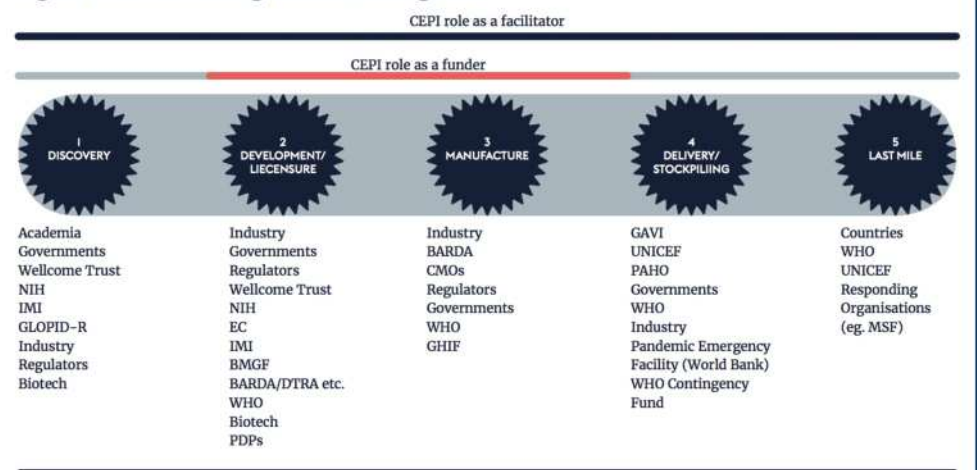 CEPI role as a facilitator
CEPI role as a funder
1
DISCOVERY
2
DEVELOPMENT/
LIECENSURE
3
MANUFACTURE
4
DELIVERY/
STOCKPILIING
5
LAST MILE
Academia
Governments
Wellcome Trust
NIH
IMI
GLOPID-R
Industry
Regulators
Biotech
Industry
Governments
Regulators
Wellcome Trust
NIH
EC
IMI
BMGF
BARDA/DTRA etc.
WHO
Biotech
PDPs
Industry
BARDA
CMOs
Regulators
Governments
WHO
GHIF
GAVI
UNICEF
PAHO
Governments
WHO
Industry
Pandemic Emergency
Facility (World Bank)
WHO Contingency
Fund
Countries
WHO
UNICEF
Responding
Organisations
(eg. MSF)